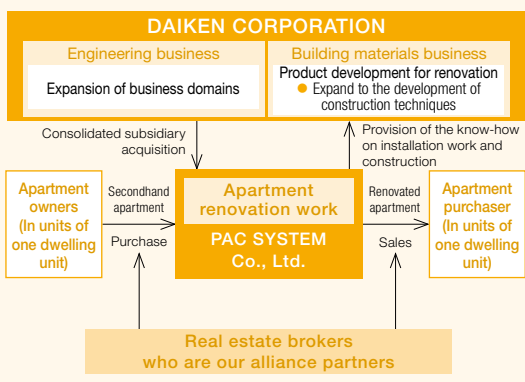 DAIKEN CORPORATION
Engineering business
Expansion of business domains
Building materials business
Product development for renovation
● Expand to the development of
construction techniques
Consolidated subsidiary
acquisition
Provision of the know-how
on installation work and
construction
Apartment
owners
(In units of
one dwelling
unit)
Secondhand
apartment
Purchase
Apartment
renovation work
PAC SYSTEM
Co., Ltd.
Renovated
apartment
Sales
Apartment
purchaser
(In units of
one dwelling
unit)
Real estate brokers
who are our alliance partners